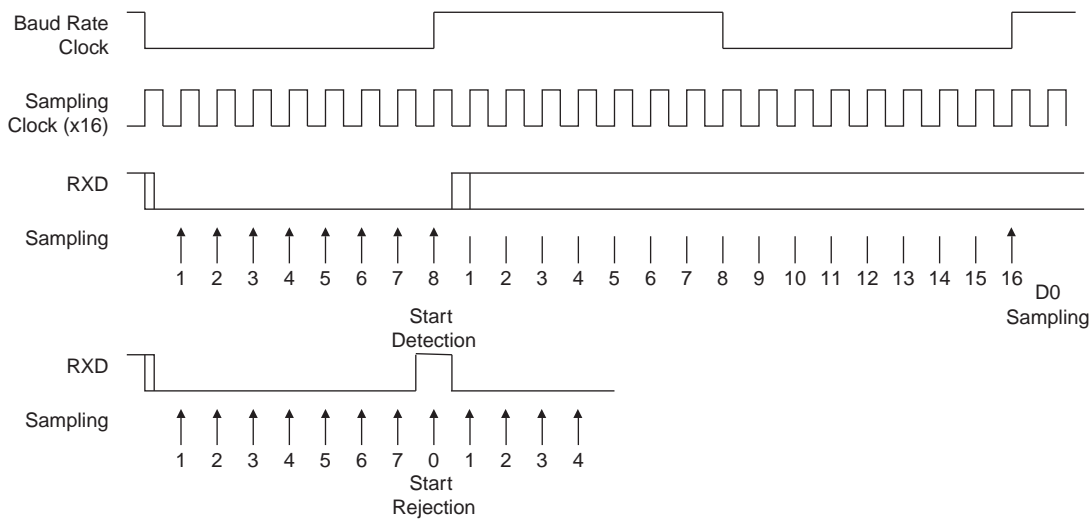 Baud Rate
Clock
Sampling
Clock (x16)
RXD
Sampling
1 2 3 4 5 6 7 8 1 2 3 4 5 6 7 8 9 10 11 12 13 14 15 16
D0
Sampling
Start
Detection
RXD
Sampling
1 2 3 4 5 6 7 0 1 2 3 4
Start
Rejection